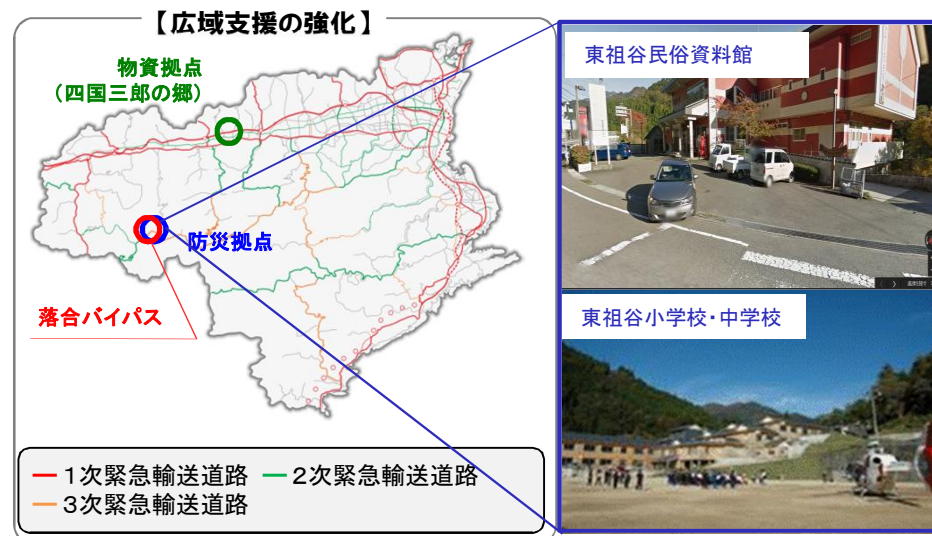 【広域支援の強化】
物資拠点
（四国三郎の郷）
防災拠点
落合バイパス
1次緊急輸送道路
2次緊急輸送道路
3次緊急輸送道路
東祖谷民俗資料館
東祖谷小学校・中学校